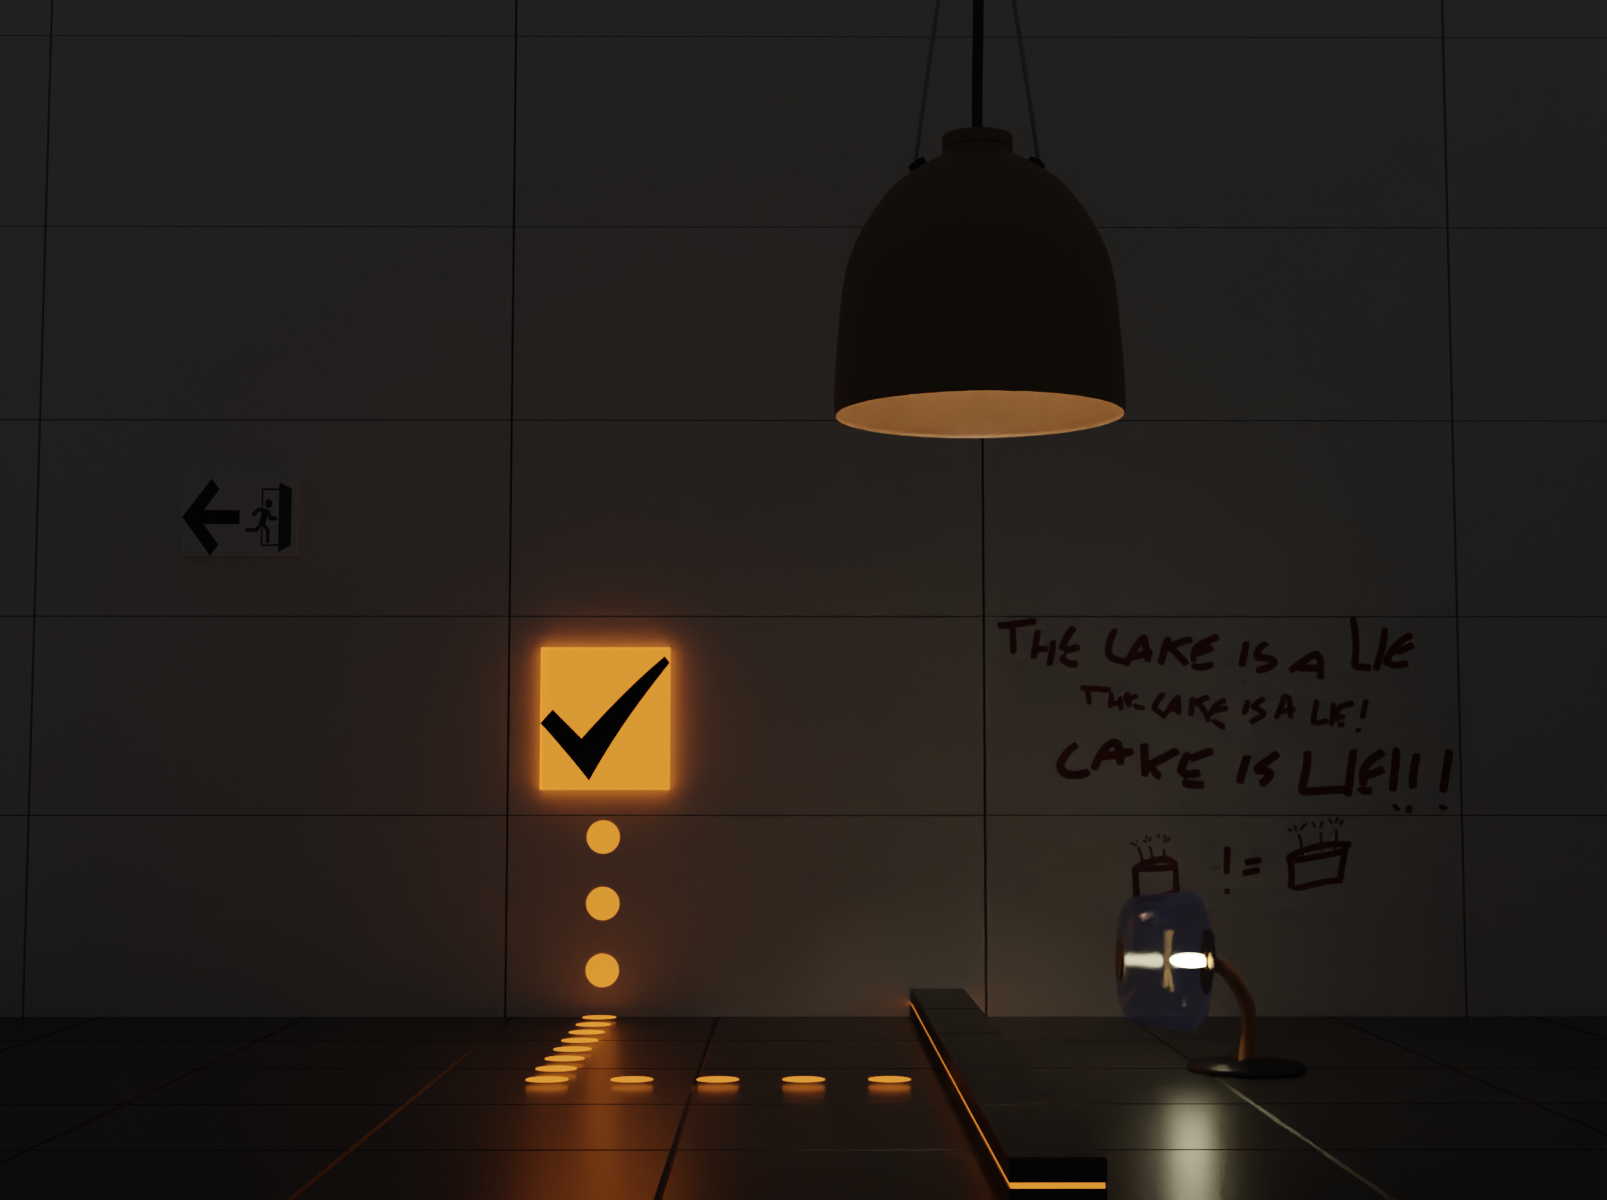 THE CAKE IS A LIE
THE CAKE IS A LIE!
CAKE IS LIE!!!
!=